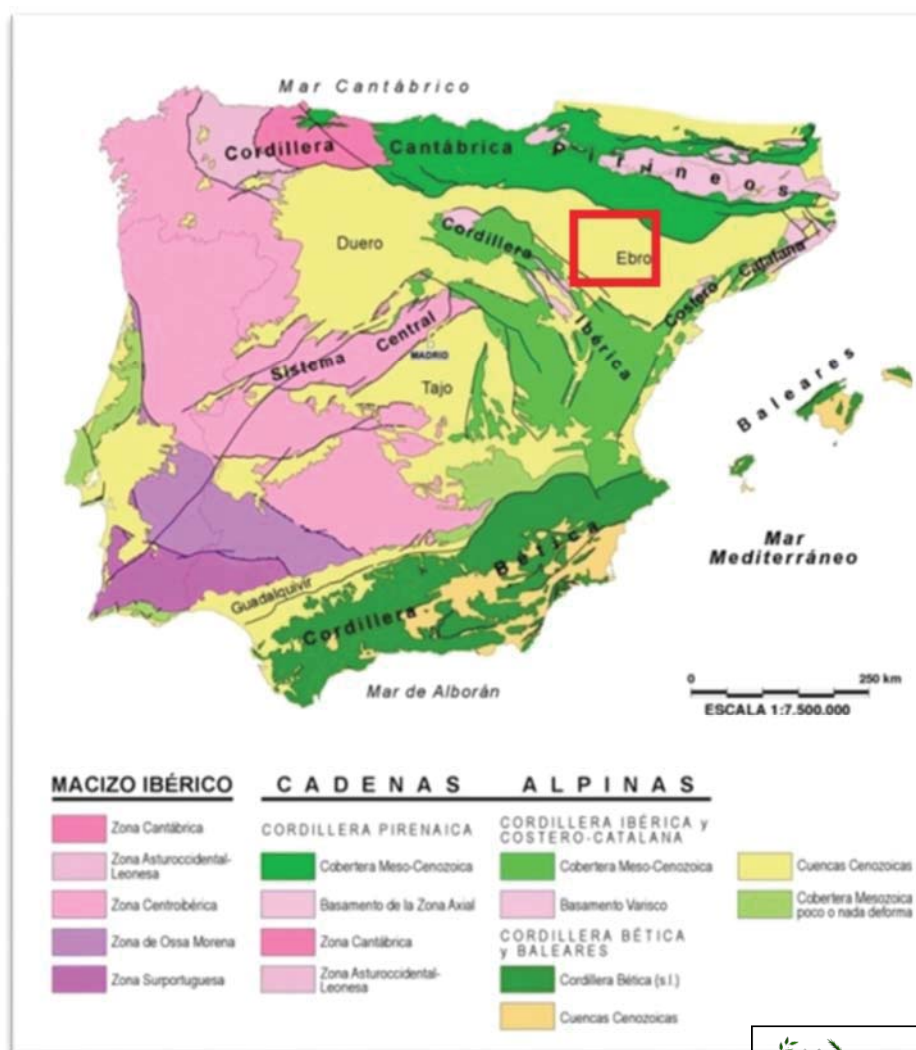 Mar Cantábrico
Cordillera Cantábrica Pirineos
Duero
Cordillera Ibérica
Ebro
Costero Catalana
Sistema Central
MADRID
Tajo
Baleares
Mar
Mediterráneo
Guadalquivir
Cordillera Bética
Mar de Alborán
0 250 km
ESCALA 1:7.500.000
MACIZO IBÉRICO
Zona Cantábrica
Zona Asturoccidental-
Leonesa
Zona Centroibérica
Zona de Ossa Morena
Zona Surportuguesa
CADENAS ALPINAS
CORDILLERA PIRENAICA
Cobertera Meso-Cenozoica
Basamento de la Zona Axial
Zona Cantábrica
Zona Asturoccidental-
Leonesa
CORDILLERA IBÉRICA y
COSTERO-CATALANA
Cobertera Meso-Cenozoica
Basamento Varisco
CORDILLERA BÉTICA
y BALEARES
Cordillera Bética (s.l.)
Cuencas Cenozoicas
Cuencas Cenozoicas
Cobertera Mesozoica
poco o nada deforma